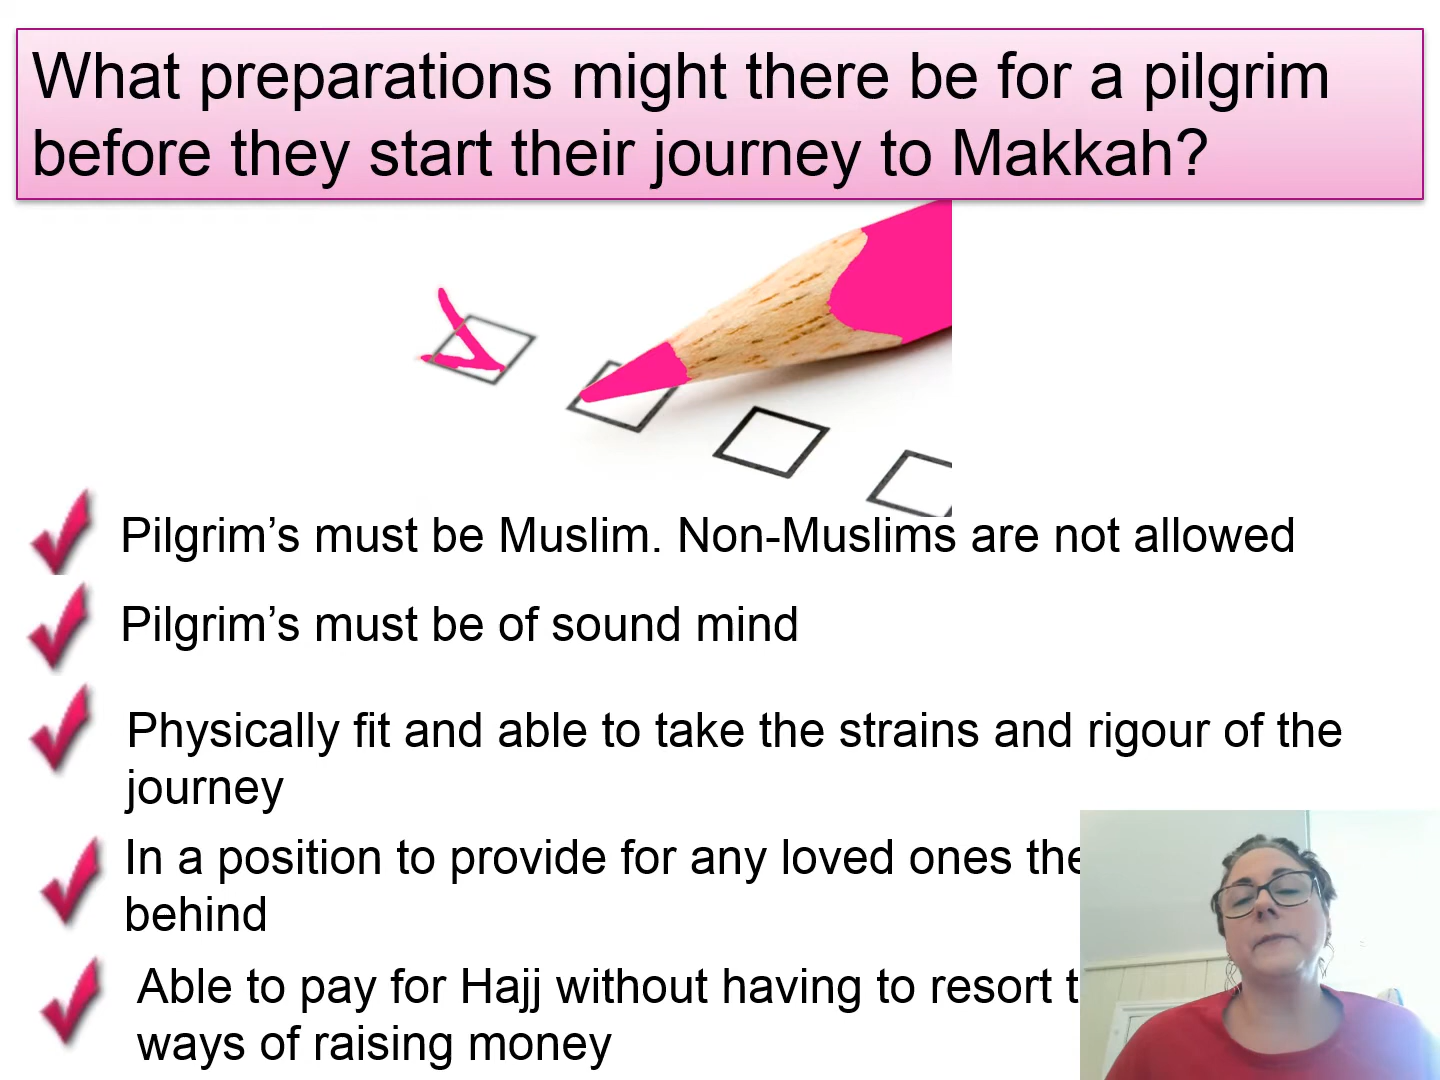 What preparations might there be for a pilgrim
before they start their journey to Makkah?
Pilgrim’s must be Muslim. Non-Muslims are not allowed
Pilgrim’s must be of sound mind
Physically fit and able to take the strains and rigour of the
journey
In a position to provide for any loved ones
behind
Able to pay for Hajj without having to resort
ways of raising money